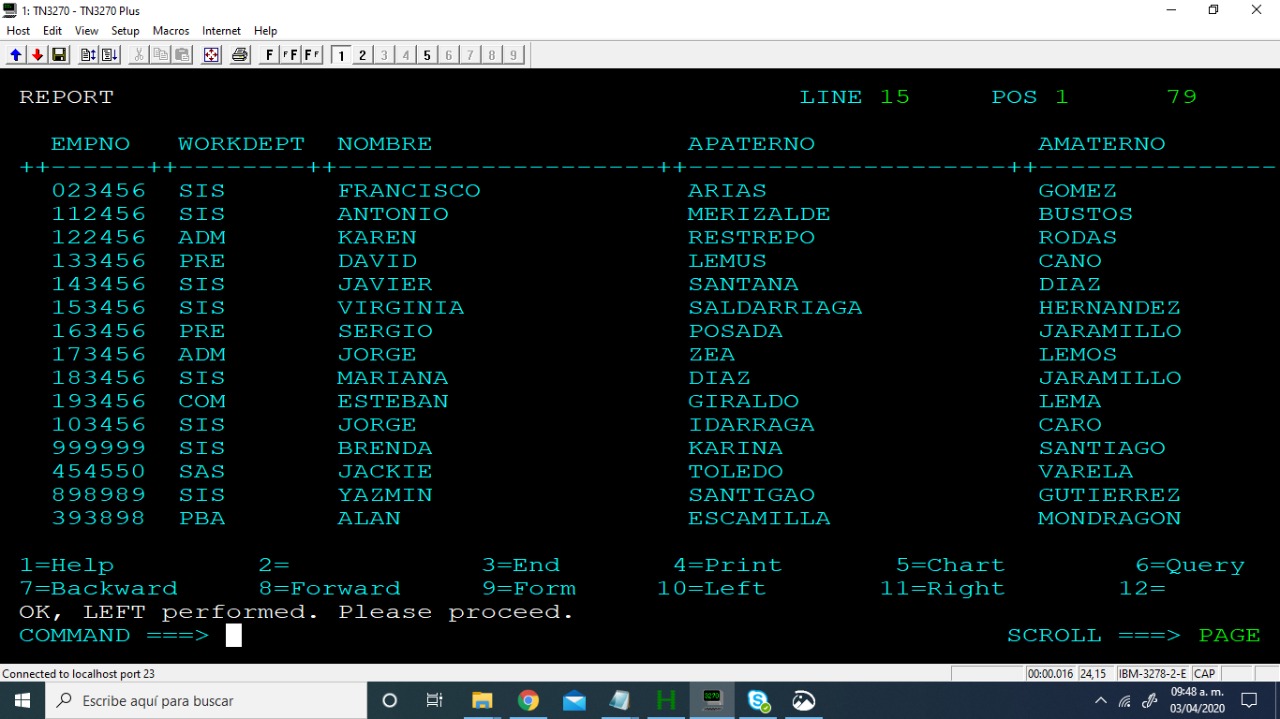 1: TN3270 - TN3270 Plus
Host Edit View Setup Macros Internet Help
F F F F F 1 2 3 4 5 6 7 8 9
REPORT LINE 15 POS 1 79
EMPNO WORKDEPT NOMBRE APATERNO AMATERNO
++------++--------++--------------------++--------------------++---------------
023456 SIS FRANCISCO ARIAS GOMEZ
112456 SIS ANTONIO MERIZALDE BUSTOS
122456 ADM KAREN RESTREPO RODAS
133456 PRE DAVID LEMUS CANO
143456 SIS JAVIER SANTANA DIAZ
153456 SIS VIRGINIA SALDARRIAGA HERNANDEZ
163456 PRE SERGIO POSADA JARAMILLO
173456 ADM JORGE ZEA LEMOS
183456 SIS MARIANA DIAZ JARAMILLO
193456 COM ESTEBAN GIRALDO LEMA
103456 SIS JORGE IDARRAGA CARO
999999 SIS BRENDA KARINA SANTIAGO
454550 SAS JACKIE TOLEDO VARELA
898989 SIS YAZMIN SANTIGAO GUTIERREZ
393898 PBA ALAN ESCAMILLA MONDRAGON
1=Help 2= 3=End 4=Print 5=Chart 6=Query
7=Backward 8=Forward 9=Form 10=Left 11=Right 12=
OK, LEFT performed. Please proceed.
COMMAND ===> SCROLL ===> PAGE
Connected to localhost port 23 00:00.016 24,15 IBM-3278-2-E CAP
Escribe aquí para buscar H 3270 09:48 a. m.
03/04/2020